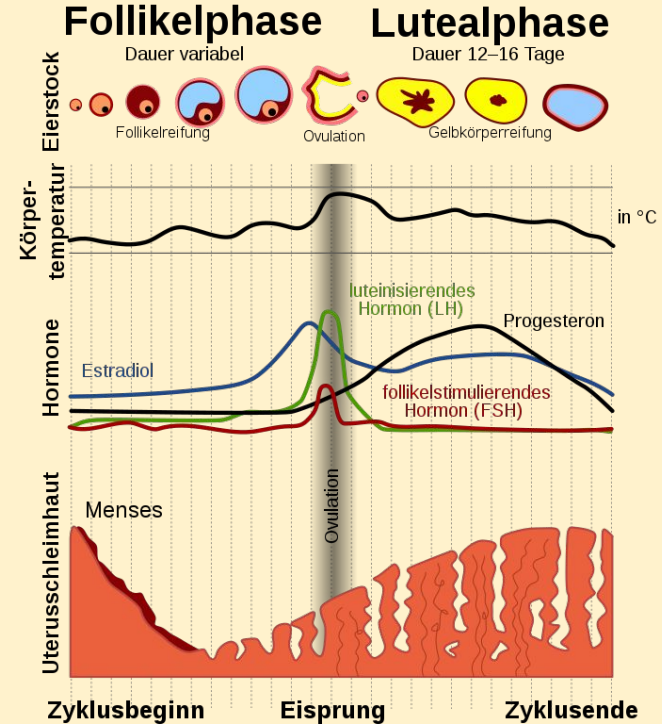 Follikelphase
Lutealphase
Dauer variabel
Dauer 12–16 Tage
Eierstock
Follikelreifung
Ovulation
Gelbkörperreifung
Körper-
temperatur
in °C
Hormone
luteinisierendes
Hormon (LH)
Progesteron
Estradiol
follikelstimulierendes
Hormon (FSH)
Uterusschleimhaut
Menses
Ovulation
Zyklusbeginn
Eisprung
Zyklusende